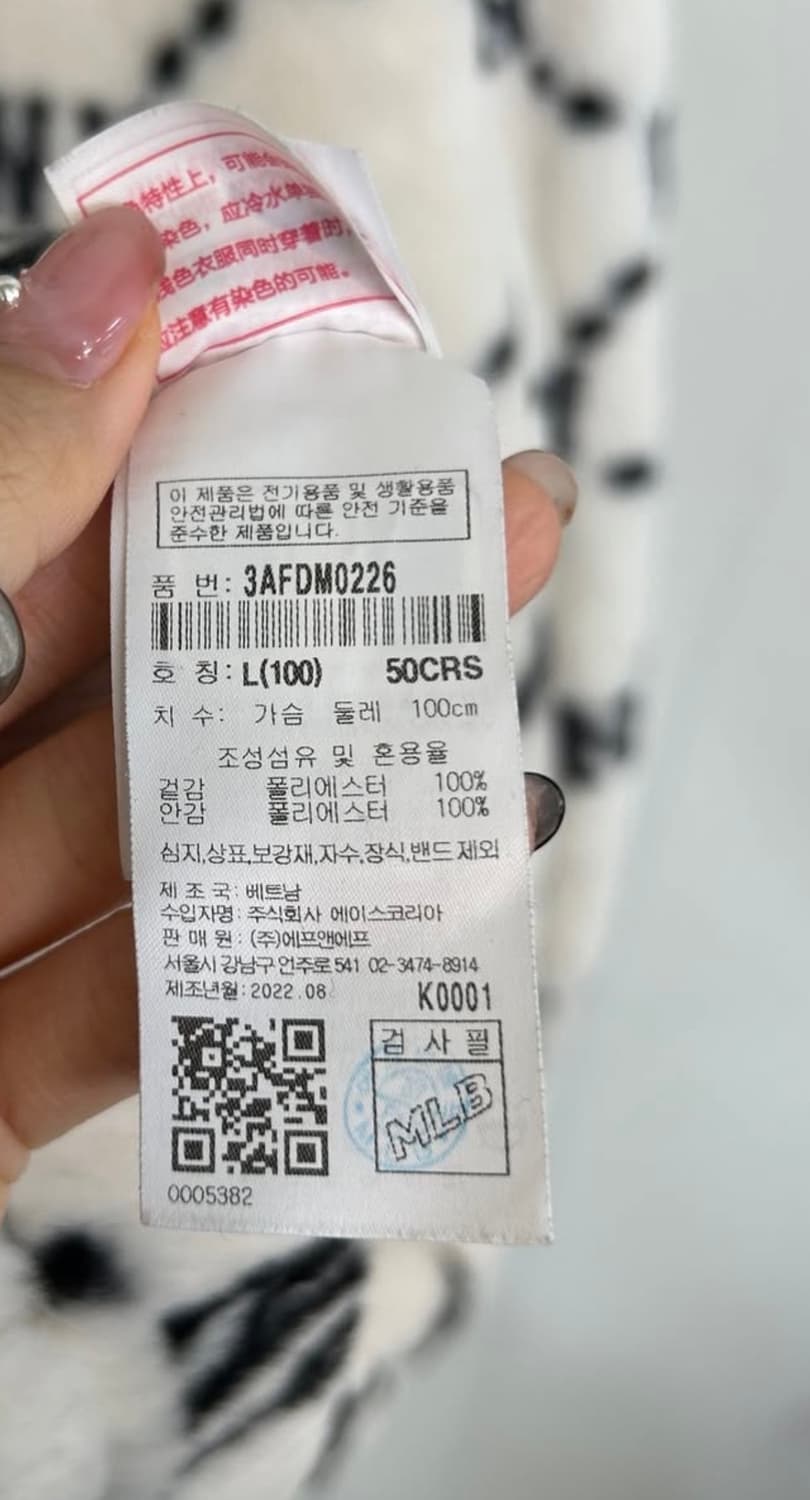 特性上，可能
染色，应冷水单
浅色衣服同时穿着时，
应注意有染色的可能。
이 제품은 전기용품 및 생활용품
안전관리법에 따른 안전 기준을
준수한 제품입니다.
품 번: 3AFDM0226
호 칭: L(100) 50CRS
치 수: 가슴 둘레 100cm
조성섬유 및 혼용율
겉감 폴리에스터 100%
안감 폴리에스터 100%
심지,상표,보강재,자수,장식,밴드 제외
제 조 국: 베트남
수입자명: 주식회사 에이스코리아
판 매 원: (주)에프앤에프
서울시 강남구 언주로 541 02-3474-8914
제조년월: 2022.08
K0001
검 사 필
MLB
0005382